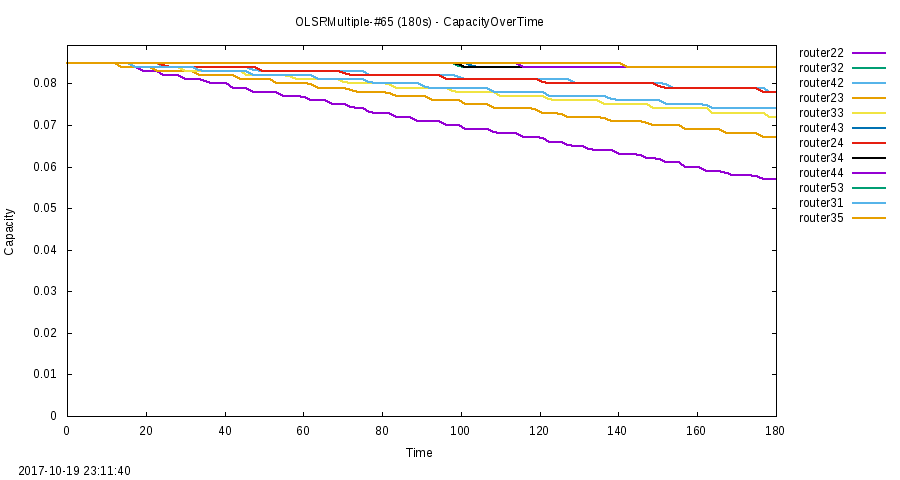 OLSRMultiple-#65 (180s) - CapacityOverTime
router22
router32
router42
router23
router33
router43
router24
router34
router44
router53
router31
router35
0.08
0.07
0.06
0.05
0.04
0.03
0.02
0.01
0
Capacity
0 20 40 60 80 100 120 140 160 180
Time
2017-10-19 23:11:40